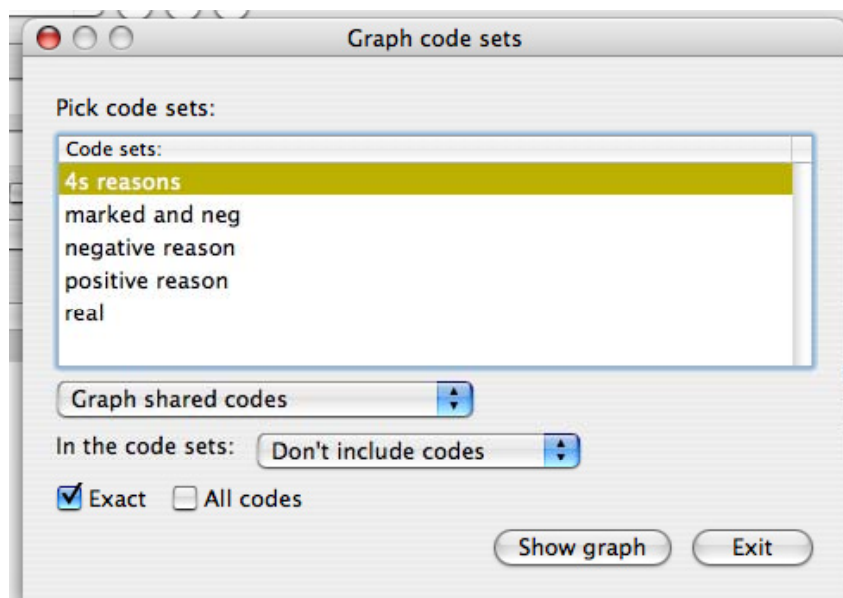 Graph code sets
Pick code sets:
Code sets:
4s reasons
marked and neg
negative reason
positive reason
real
Graph shared codes
In the code sets: Don't include codes
Exact All codes
Show graph Exit